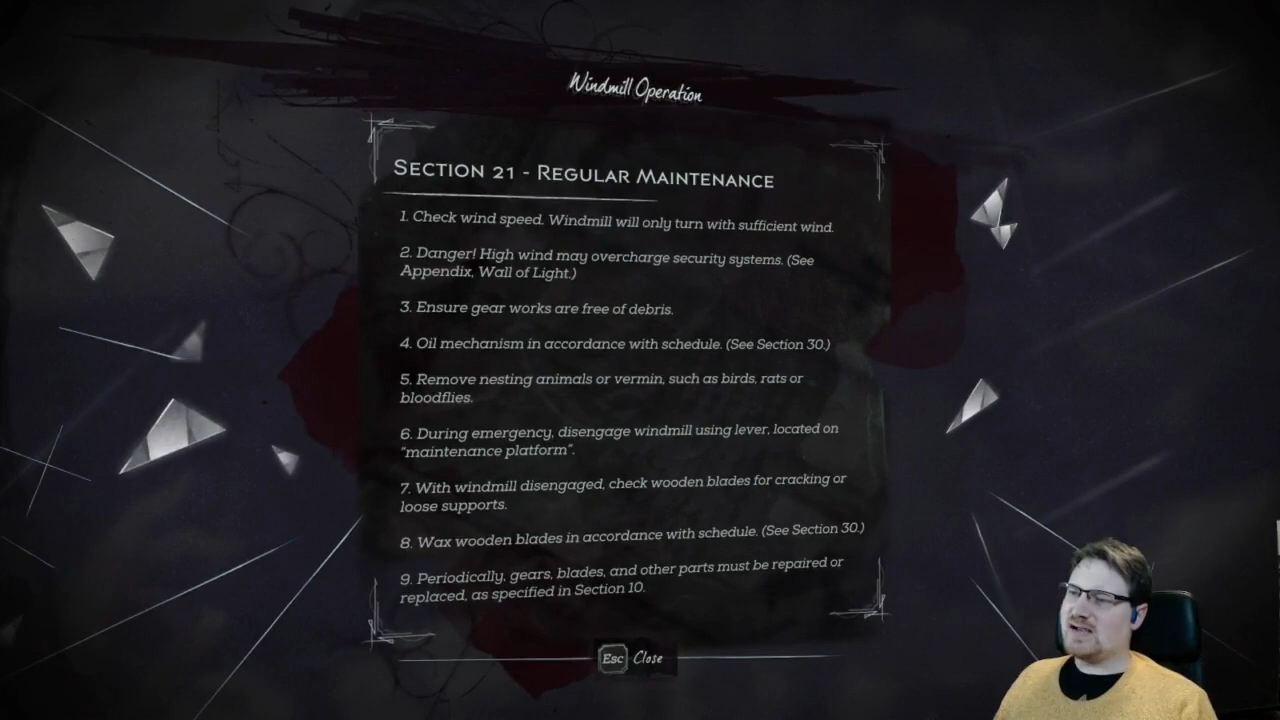 Windmill Operation
Section 21 - Regular Maintenance
1. Check wind speed. Windmill will only turn with sufficient wind.
2. Danger! High wind may overcharge security systems. (See
Appendix, Wall of Light.)
3. Ensure gear works are free of debris.
4. Oil mechanism in accordance with schedule. (See Section 30.)
5. Remove nesting animals or vermin, such as birds, rats or
bloodflies.
6. During emergency, disengage windmill using lever, located on
"maintenance platform".
7. With windmill disengaged, check wooden blades for cracking or
loose supports.
8. Wax wooden blades in accordance with schedule. (See Section 30.)
9. Periodically, gears, blades, and other parts must be repaired or
replaced, as specified in Section 10.
Esc Close